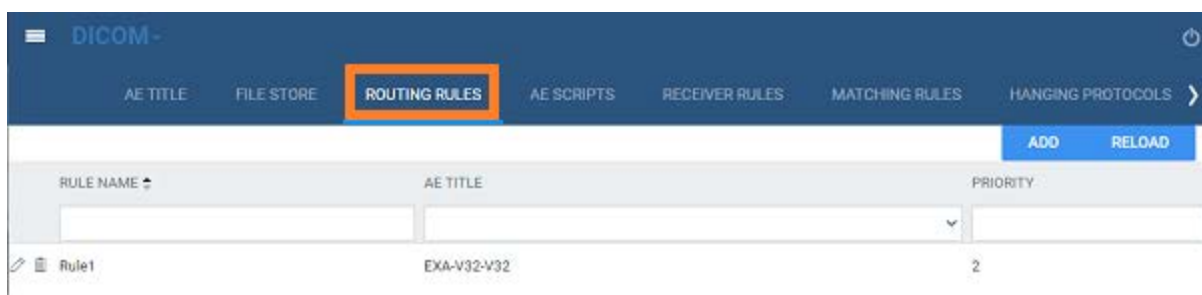 DICOM-
AE TITLE FILE STORE ROUTING RULES AE SCRIPTS RECEIVER RULES MATCHING RULES HANGING PROTOCOLS
ADD RELOAD
RULE NAME AE TITLE PRIORITY
Rule1 EXA-V32-V32 2